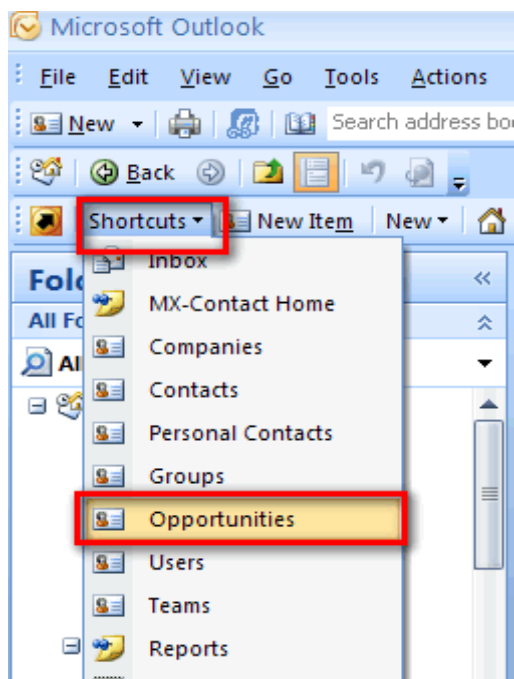 Microsoft Outlook
File Edit View Go Tools Actions
New Search address bo
Back
Shortcuts New Item New
Fol
Inbox
MX-Contact Home
All Fo
Companies
Al
Contacts
Personal Contacts
Groups
Opportunities
Users
Teams
Reports